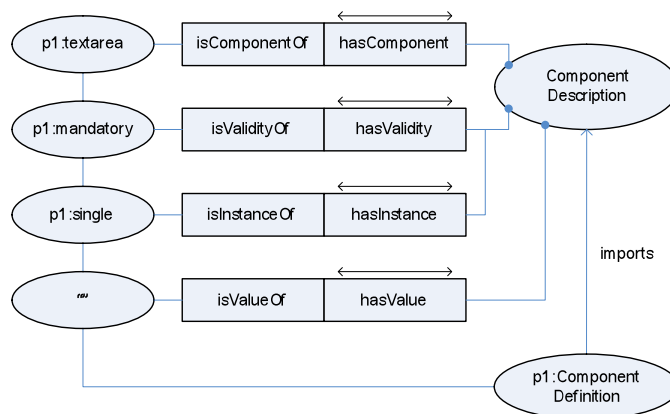 p1:textarea
isComponentOf
hasComponent
Component
Description
p1:mandatory
isValidityOf
hasValidity
p1:single
isInstanceOf
hasInstance
imports
isValueOf
hasValue
p1:Component
Definition